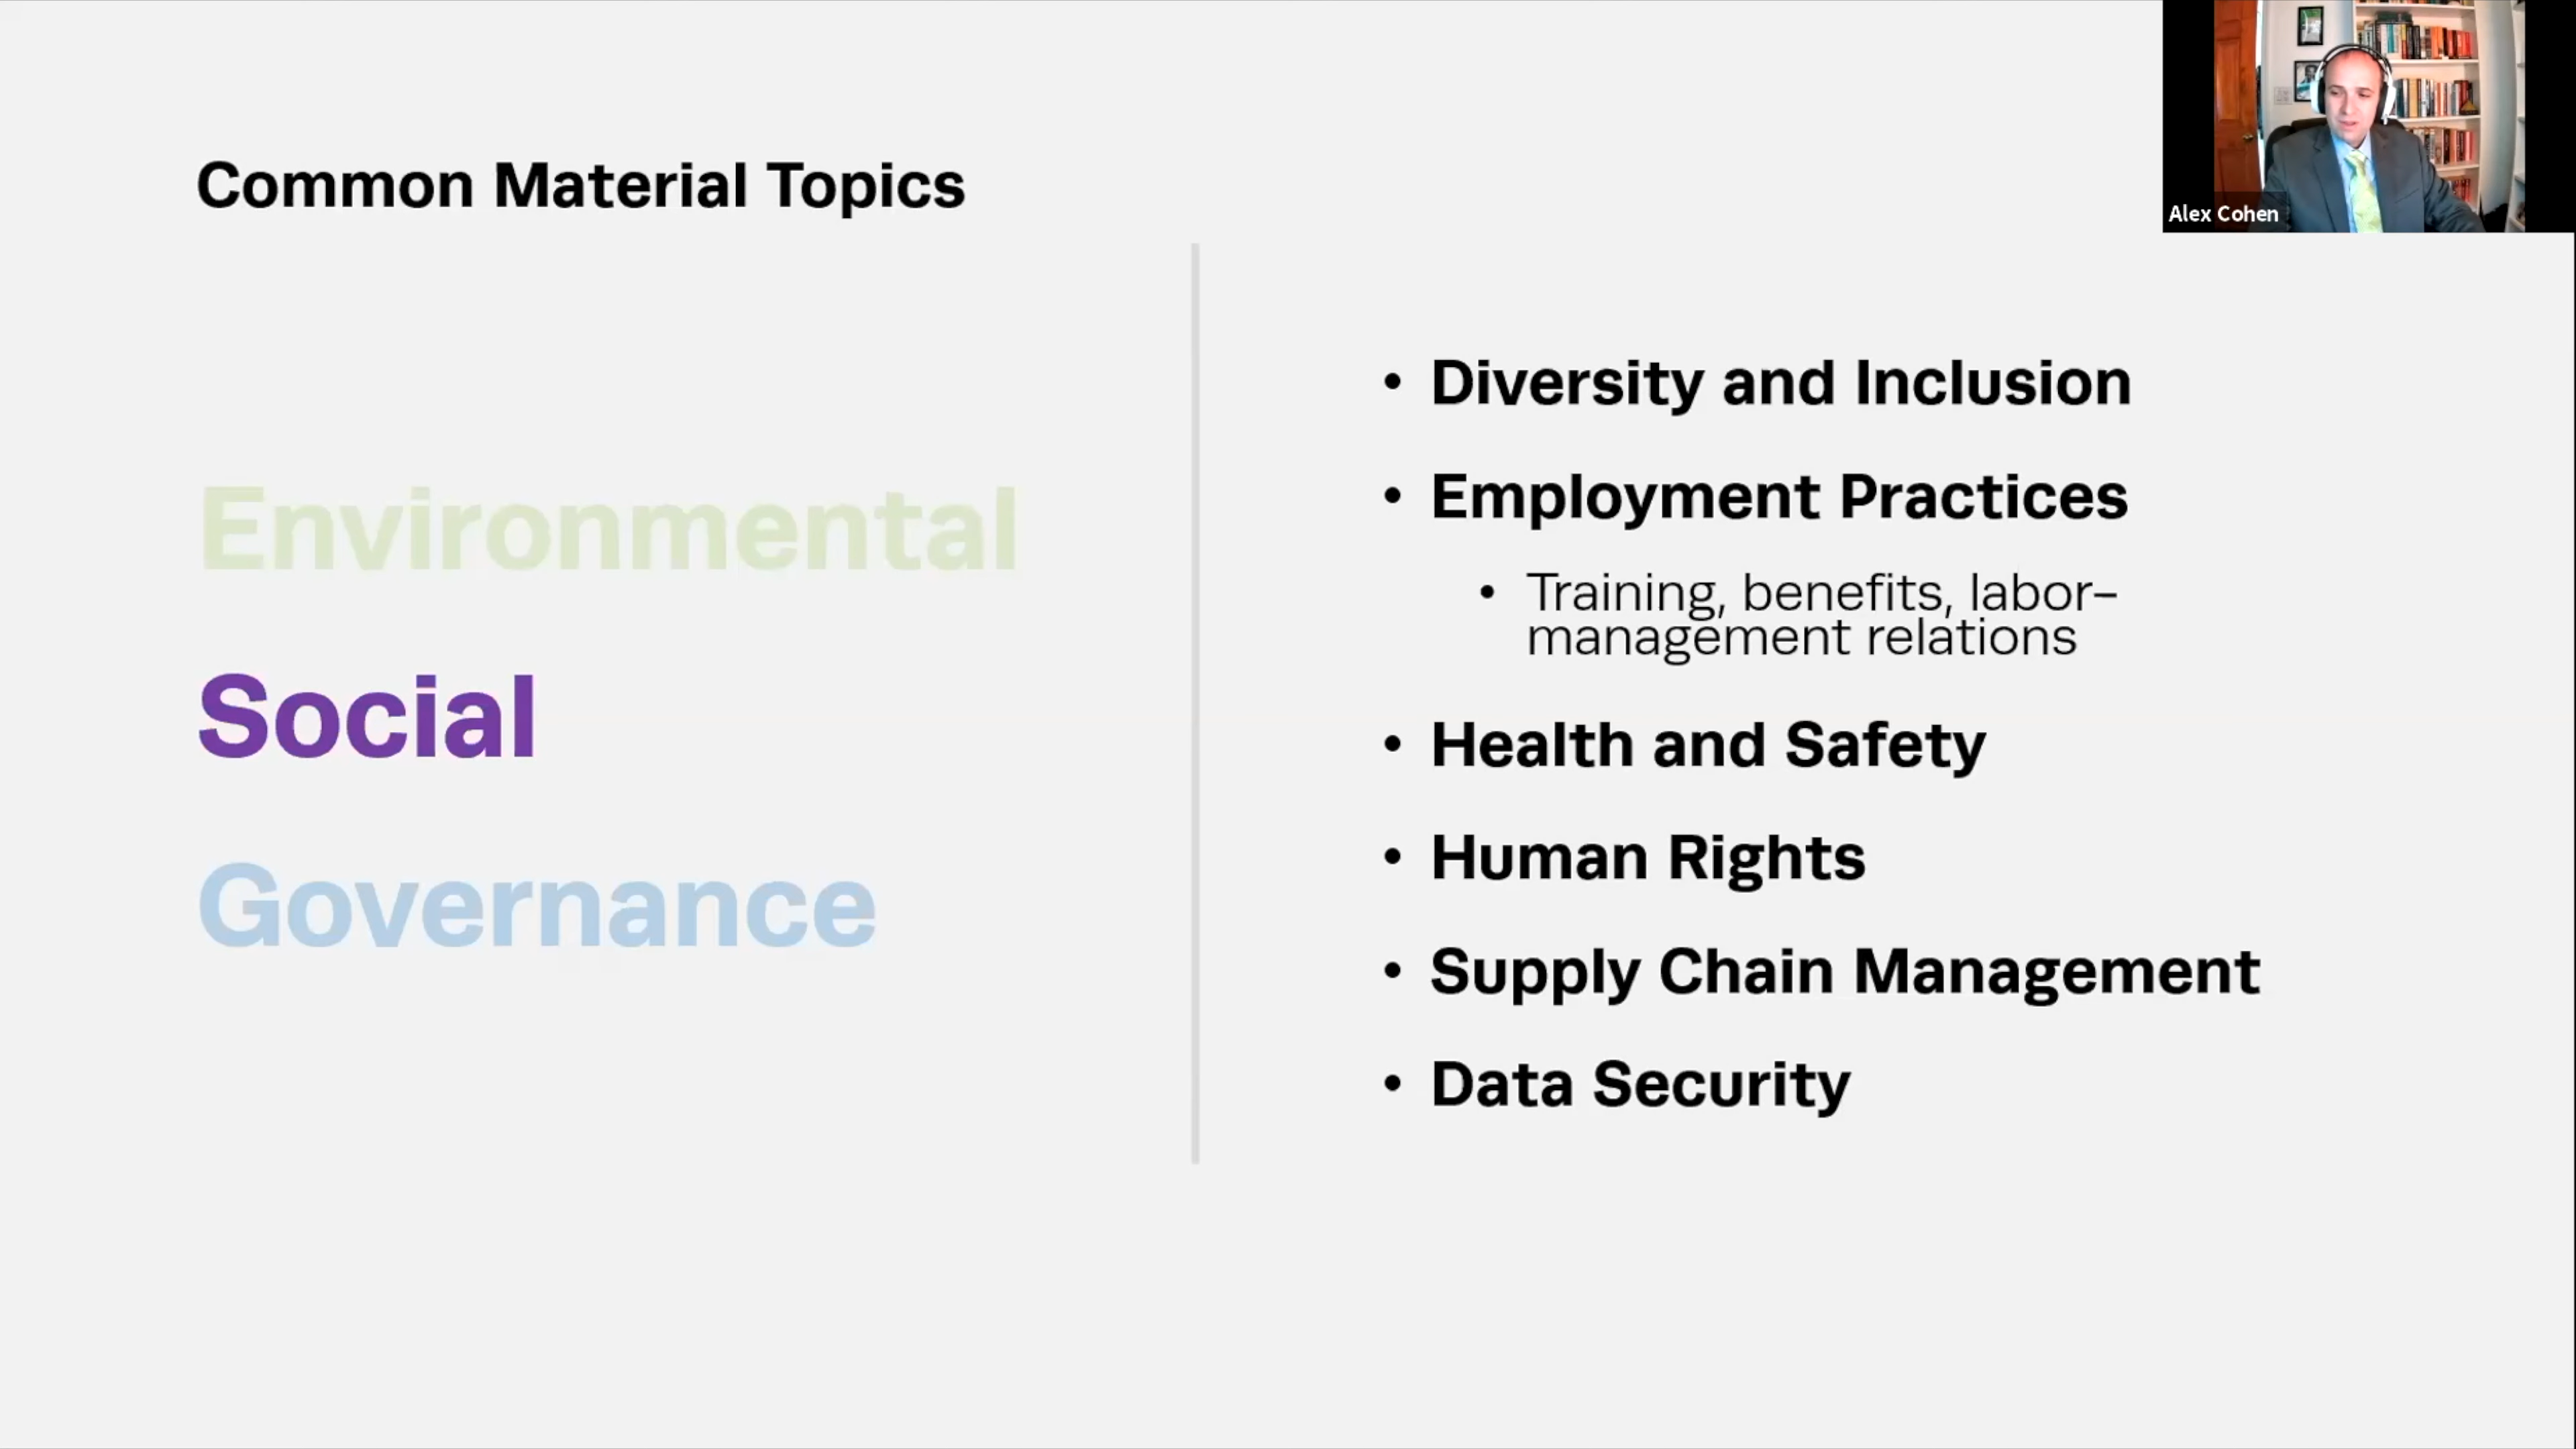 Common Material Topics
Environmental
Social
Governance
• Diversity and Inclusion
• Employment Practices
• Training, benefits, labor-
management relations
• Health and Safety
• Human Rights
• Supply Chain Management
• Data Security
Alex Cohen